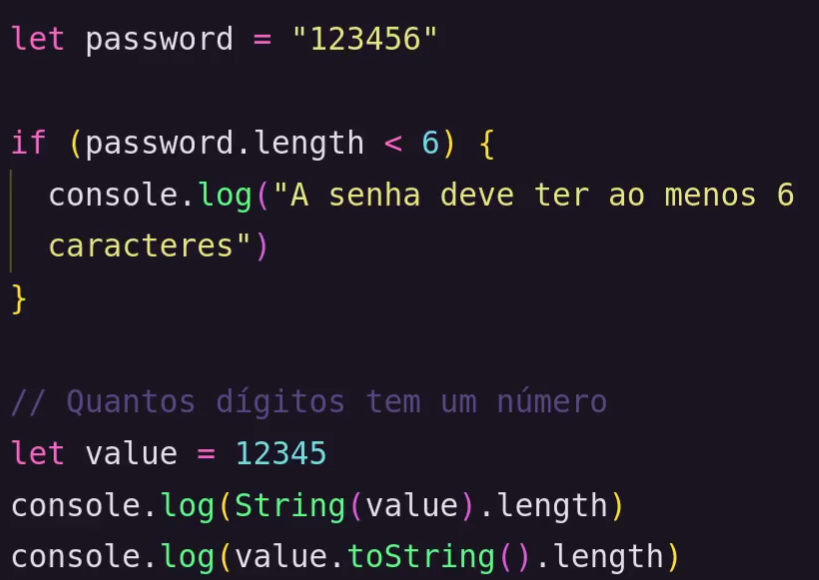 let password = "123456"
if (password.length < 6) {
console.log("A senha deve ter ao menos 6
caracteres")
}
// Quantos dígitos tem um número
let value = 12345
console.log(String(value).length)
console.log(value.toString().length)